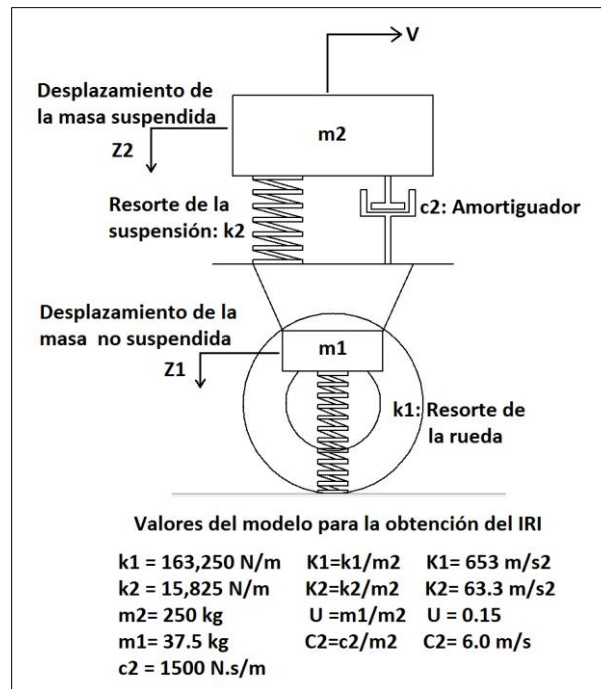 V
Desplazamiento de
la masa suspendida
Z2
m2
Resorte de la
suspensión: k2
c2: Amortiguador
Desplazamiento de la
masa no suspendida
Z1
m1
k1: Resorte de
la rueda
Valores del modelo para la obtención del IRI
k1 = 163,250 N/m K1=k1/m2 K1= 653 m/s2
k2 = 15,825 N/m K2=k2/m2 K2= 63.3 m/s2
m2= 250 kg U =m1/m2 U = 0.15
m1= 37.5 kg C2=c2/m2 C2= 6.0 m/s
c2 = 1500 N.s/m